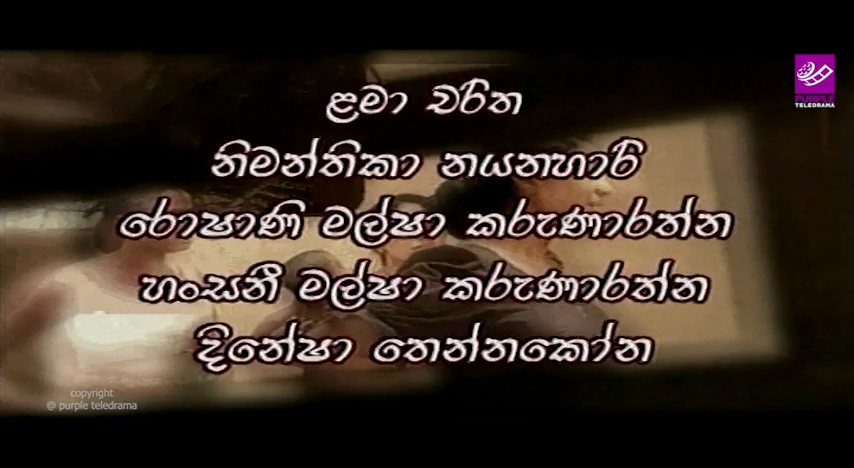 PURPLE
TELEDRAMA
ළමා චරිත
නිමන්තිකා නයනහාරි
රොෂාණි මල්ෂා කරුණාරත්න
හංසනී මල්ෂා කරුණාරත්න
දිනේෂා තෙන්නකෝන
copyright
@ purple teledrama